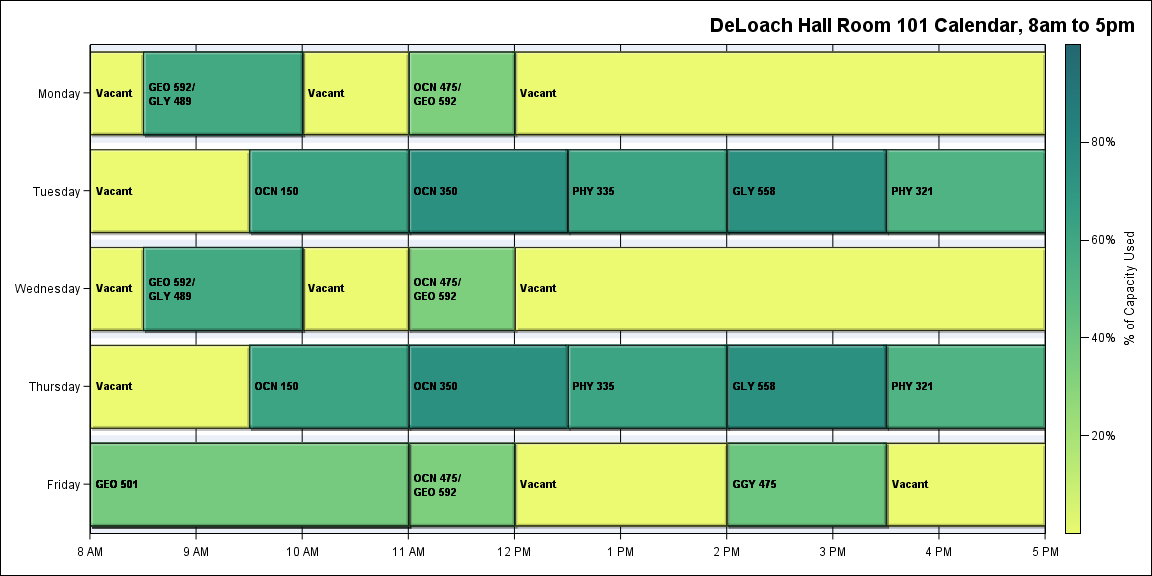 DeLoach Hall Room 101 Calendar, 8am to 5pm
Monday
Vacant
GEO 592/
GLY 489
Vacant
OCN 475/
GEO 592
Vacant
Tuesday
Vacant
OCN 150
OCN 350
PHY 335
GLY 558
PHY 321
Wednesday
Vacant
GEO 592/
GLY 489
Vacant
OCN 475/
GEO 592
Vacant
Thursday
Vacant
OCN 150
OCN 350
PHY 335
GLY 558
PHY 321
Friday
GEO 501
OCN 475/
GEO 592
Vacant
GGY 475
Vacant
8 AM
9 AM
10 AM
11 AM
12 PM
1 PM
2 PM
3 PM
4 PM
5 PM
80%
60%
40%
20%
% of Capacity Used